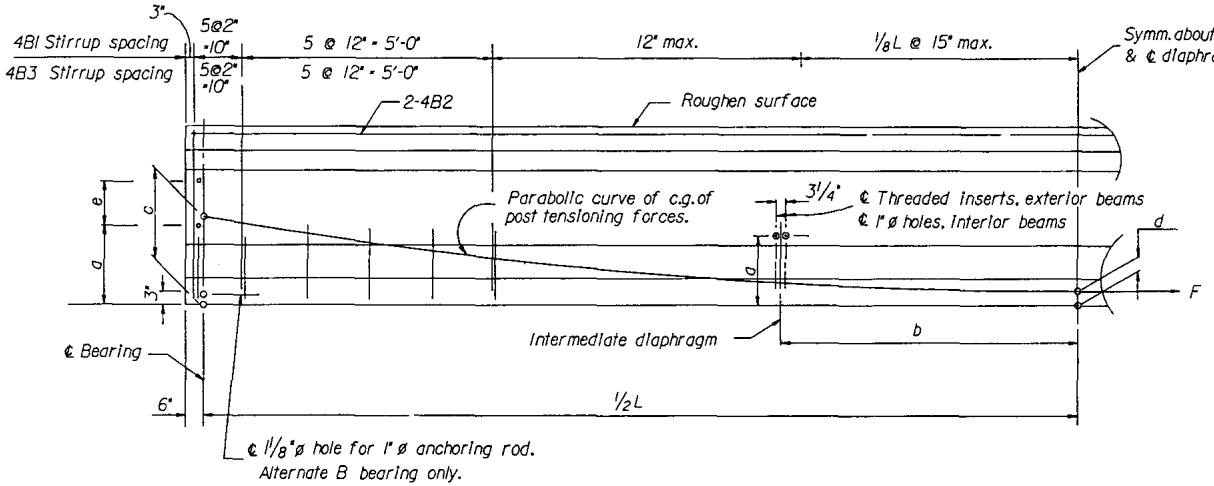 3"
5@2"
=10"
4B1 Stirrup spacing
5 @ 12" = 5'-0"
12" max.
1/8L @ 15" max.
Symm. about
& ℄ diaphra
4B3 Stirrup spacing
5@2"
=10"
5 @ 12" = 5'-0"
2-4B2
Roughen surface
e
c
a
3"
Parabolic curve of c.g. of
post tensioning forces.
3 1/4"
℄ Threaded inserts, exterior beams
℄ 1" ø holes, interior beams
a
d
F
Intermediate diaphragm
b
℄ Bearing
6"
1/2L
℄ 1 1/8" ø hole for 1" ø anchoring rod.
Alternate B bearing only.